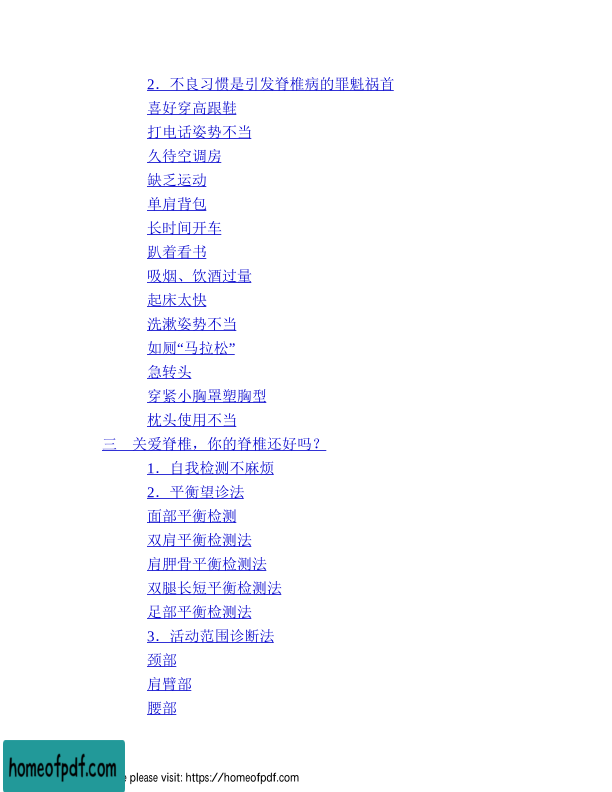 2．不良习惯是引发脊椎病的罪魁祸首
喜好穿高跟鞋
打电话姿势不当
久待空调房
缺乏运动
单肩背包
长时间开车
趴着看书
吸烟、饮酒过量
起床太快
洗漱姿势不当
如厕“马拉松”
急转头
穿紧小胸罩塑胸型
枕头使用不当
三　关爱脊椎，你的脊椎还好吗？
1．自我检测不麻烦
2．平衡望诊法
面部平衡检测
双肩平衡检测法
肩胛骨平衡检测法
双腿长短平衡检测法
足部平衡检测法
3．活动范围诊断法
颈部
肩臂部
腰部
homeofpdf.com
e please visit: https://homeofpdf.com